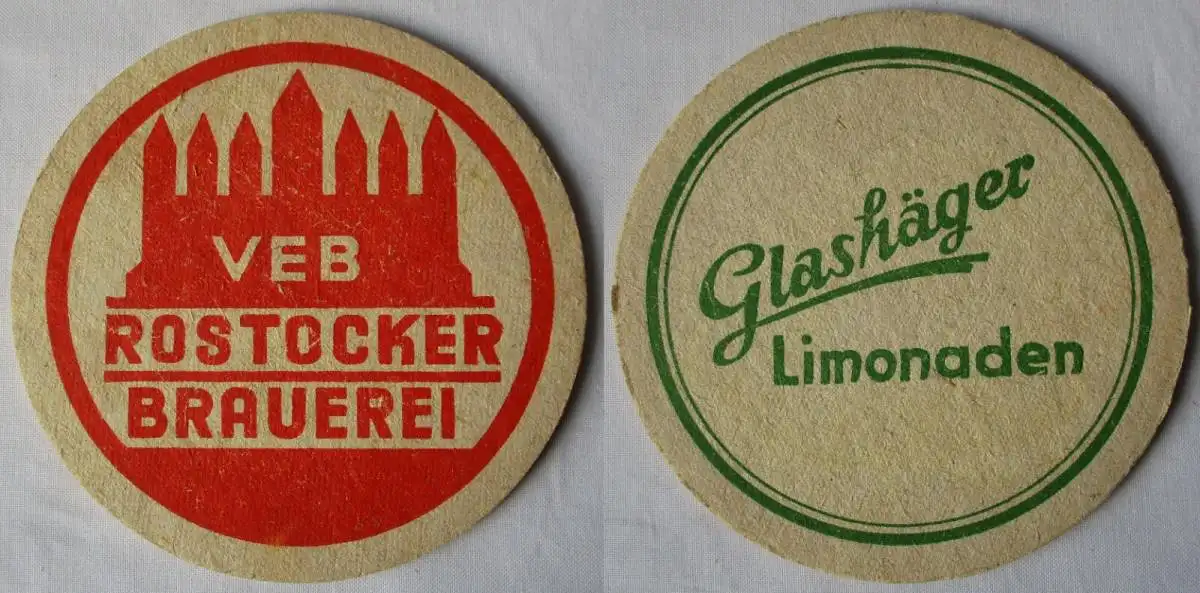 VEB
ROSTOCKER
BRAUEREI
Glashäger
Limonaden